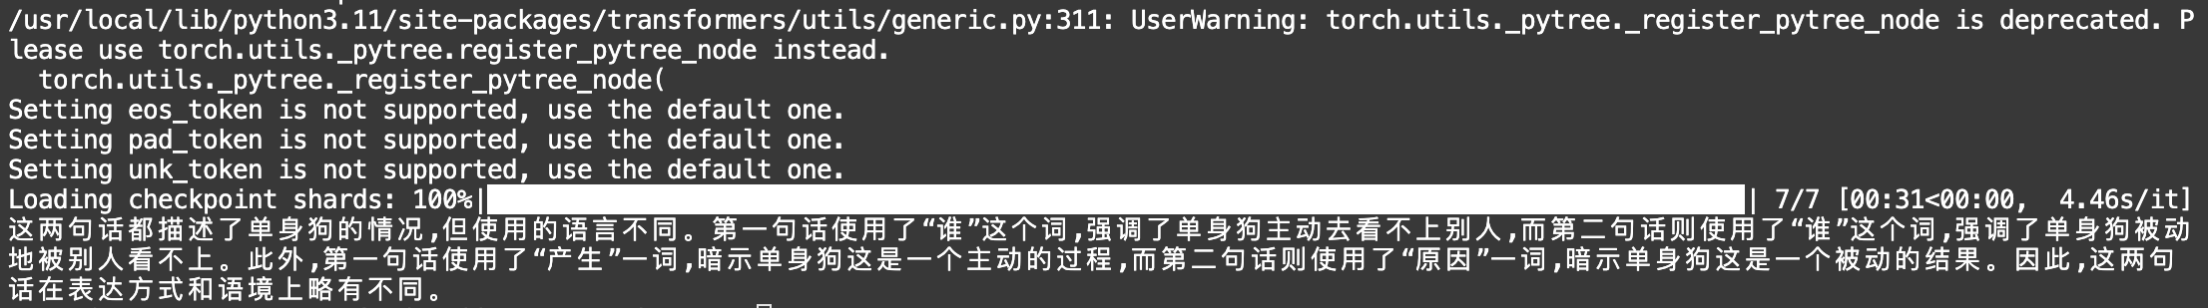 /usr/local/lib/python3.11/site-packages/transformers/utils/generic.py:311: UserWarning: torch.utils._pytree._register_pytree_node is deprecated. P
lease use torch.utils._pytree.register_pytree_node instead.
  torch.utils._pytree._register_pytree_node(
Setting eos_token is not supported, use the default one.
Setting pad_token is not supported, use the default one.
Setting unk_token is not supported, use the default one.
Loading checkpoint shards: 100%|██████████| 7/7 [00:31<00:00,  4.46s/it]
这两句话都描述了单身狗的情况,但使用的语言不同。第一句话使用了“谁”这个词,强调了单身狗主动去看不上别人,而第二句话则使用了“谁”这个词,强调了单身狗被动
地被别人看不上。此外,第一句话使用了“产生”一词,暗示单身狗这是一个主动的过程,而第二句话则使用了“原因”一词,暗示单身狗这是一个被动的结果。因此,这两句
话在表达方式和语境上略有不同。